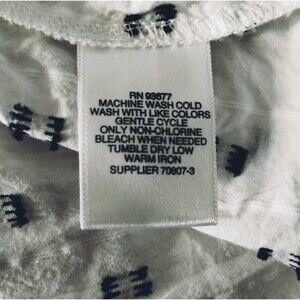 RN 93677
MACHINE WASH COLD
WASH WITH LIKE COLORS
GENTLE CYCLE
ONLY NON-CHLORINE
BLEACH WHEN NEEDED
TUMBLE DRY LOW
WARM IRON
SUPPLIER 70807-3